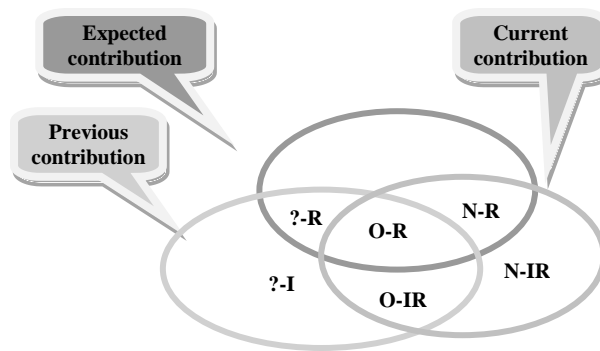 Expected
contribution
Current
contribution
Previous
contribution
?-R
O-R
N-R
?-I
O-IR
N-IR